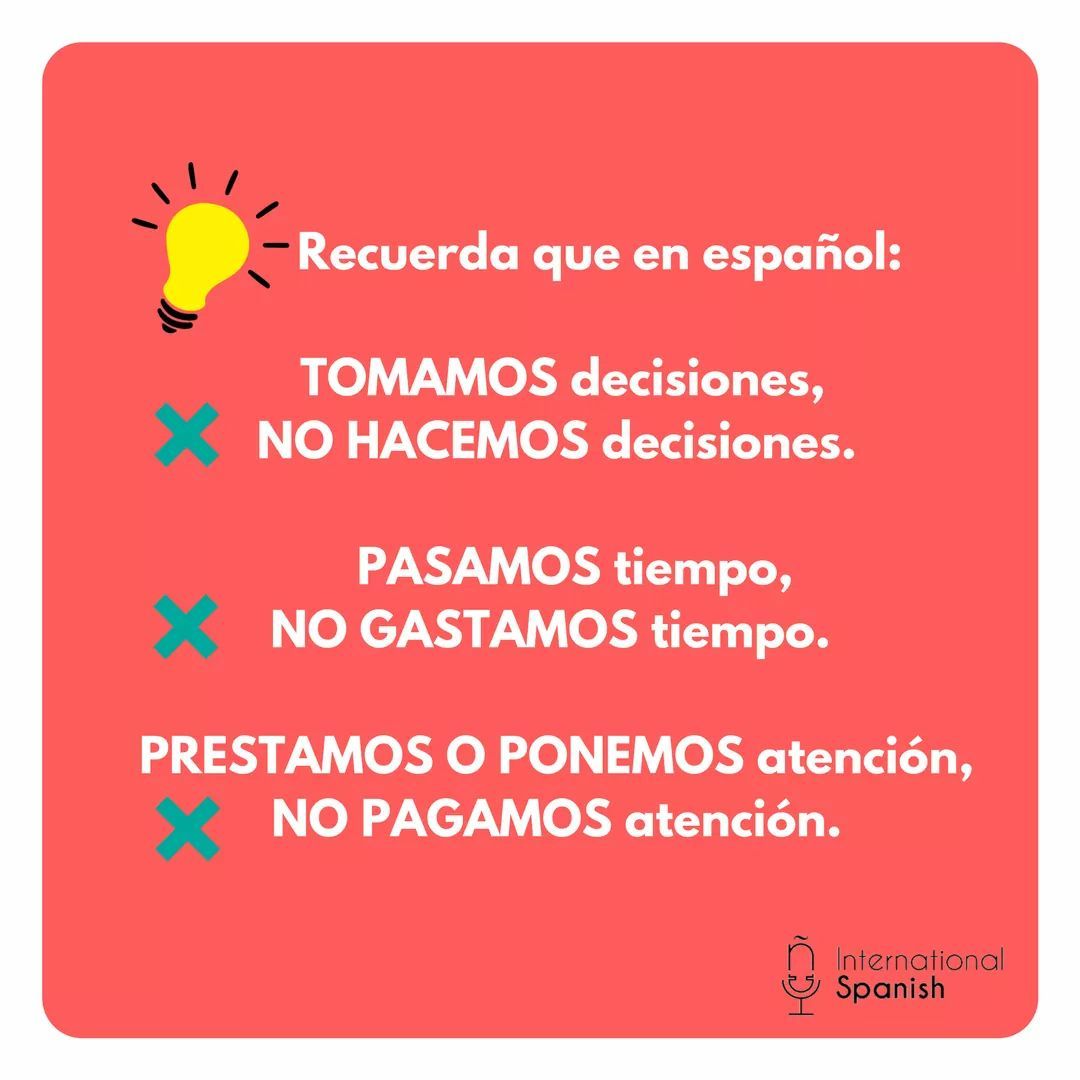 Recuerda que en español:
TOMAMOS decisiones,
NO HACEMOS decisiones.
PASAMOS tiempo,
NO GASTAMOS tiempo.
PRESTAMOS O PONEMOS atención,
NO PAGAMOS atención.
ñ International
Spanish